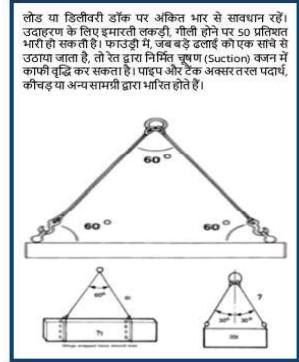 लोड या डिलीवरी डॉक पर अंकित भार से सावधान रहें।
उदाहरण के लिए इमारती लकड़ी, गीली होने पर 50 प्रतिशत
भारी हो सकती है। फाउंड्री में, जब बड़े ढलाई को एक सांचे से
उठाया जाता है, तो रेत द्वारा निर्मित चूषण (Suction) वजन में
काफी वृद्धि कर सकता है। पाइप और टैंक अक्सर तरल पदार्थ,
कीचड़ या अन्य सामग्री द्वारा भारित होते हैं।
60 °
60 ° 60 °
60°
?
30° 30°